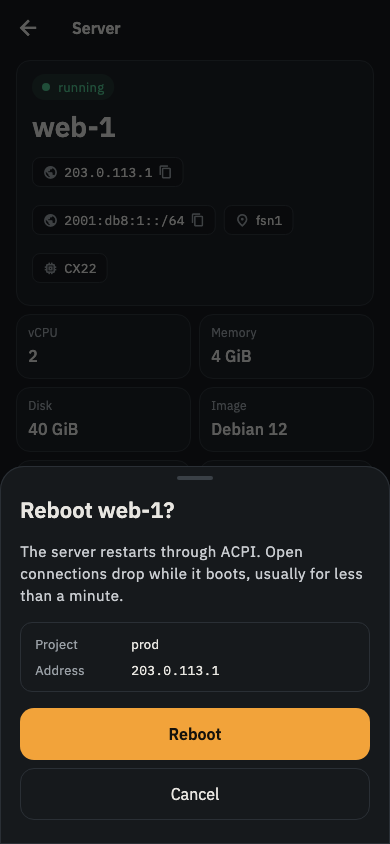 Server
running
web-1
203.0.113.1
2001:db8:1::/64
fsn1
CX22
vCPU
Memory
2
4 GiB
Disk
Image
40 GiB
Debian 12
Reboot web-1?
The server restarts through ACPI. Open
connections drop while it boots, usually for less
than a minute.
Project prod
Address 203.0.113.1
Reboot
Cancel